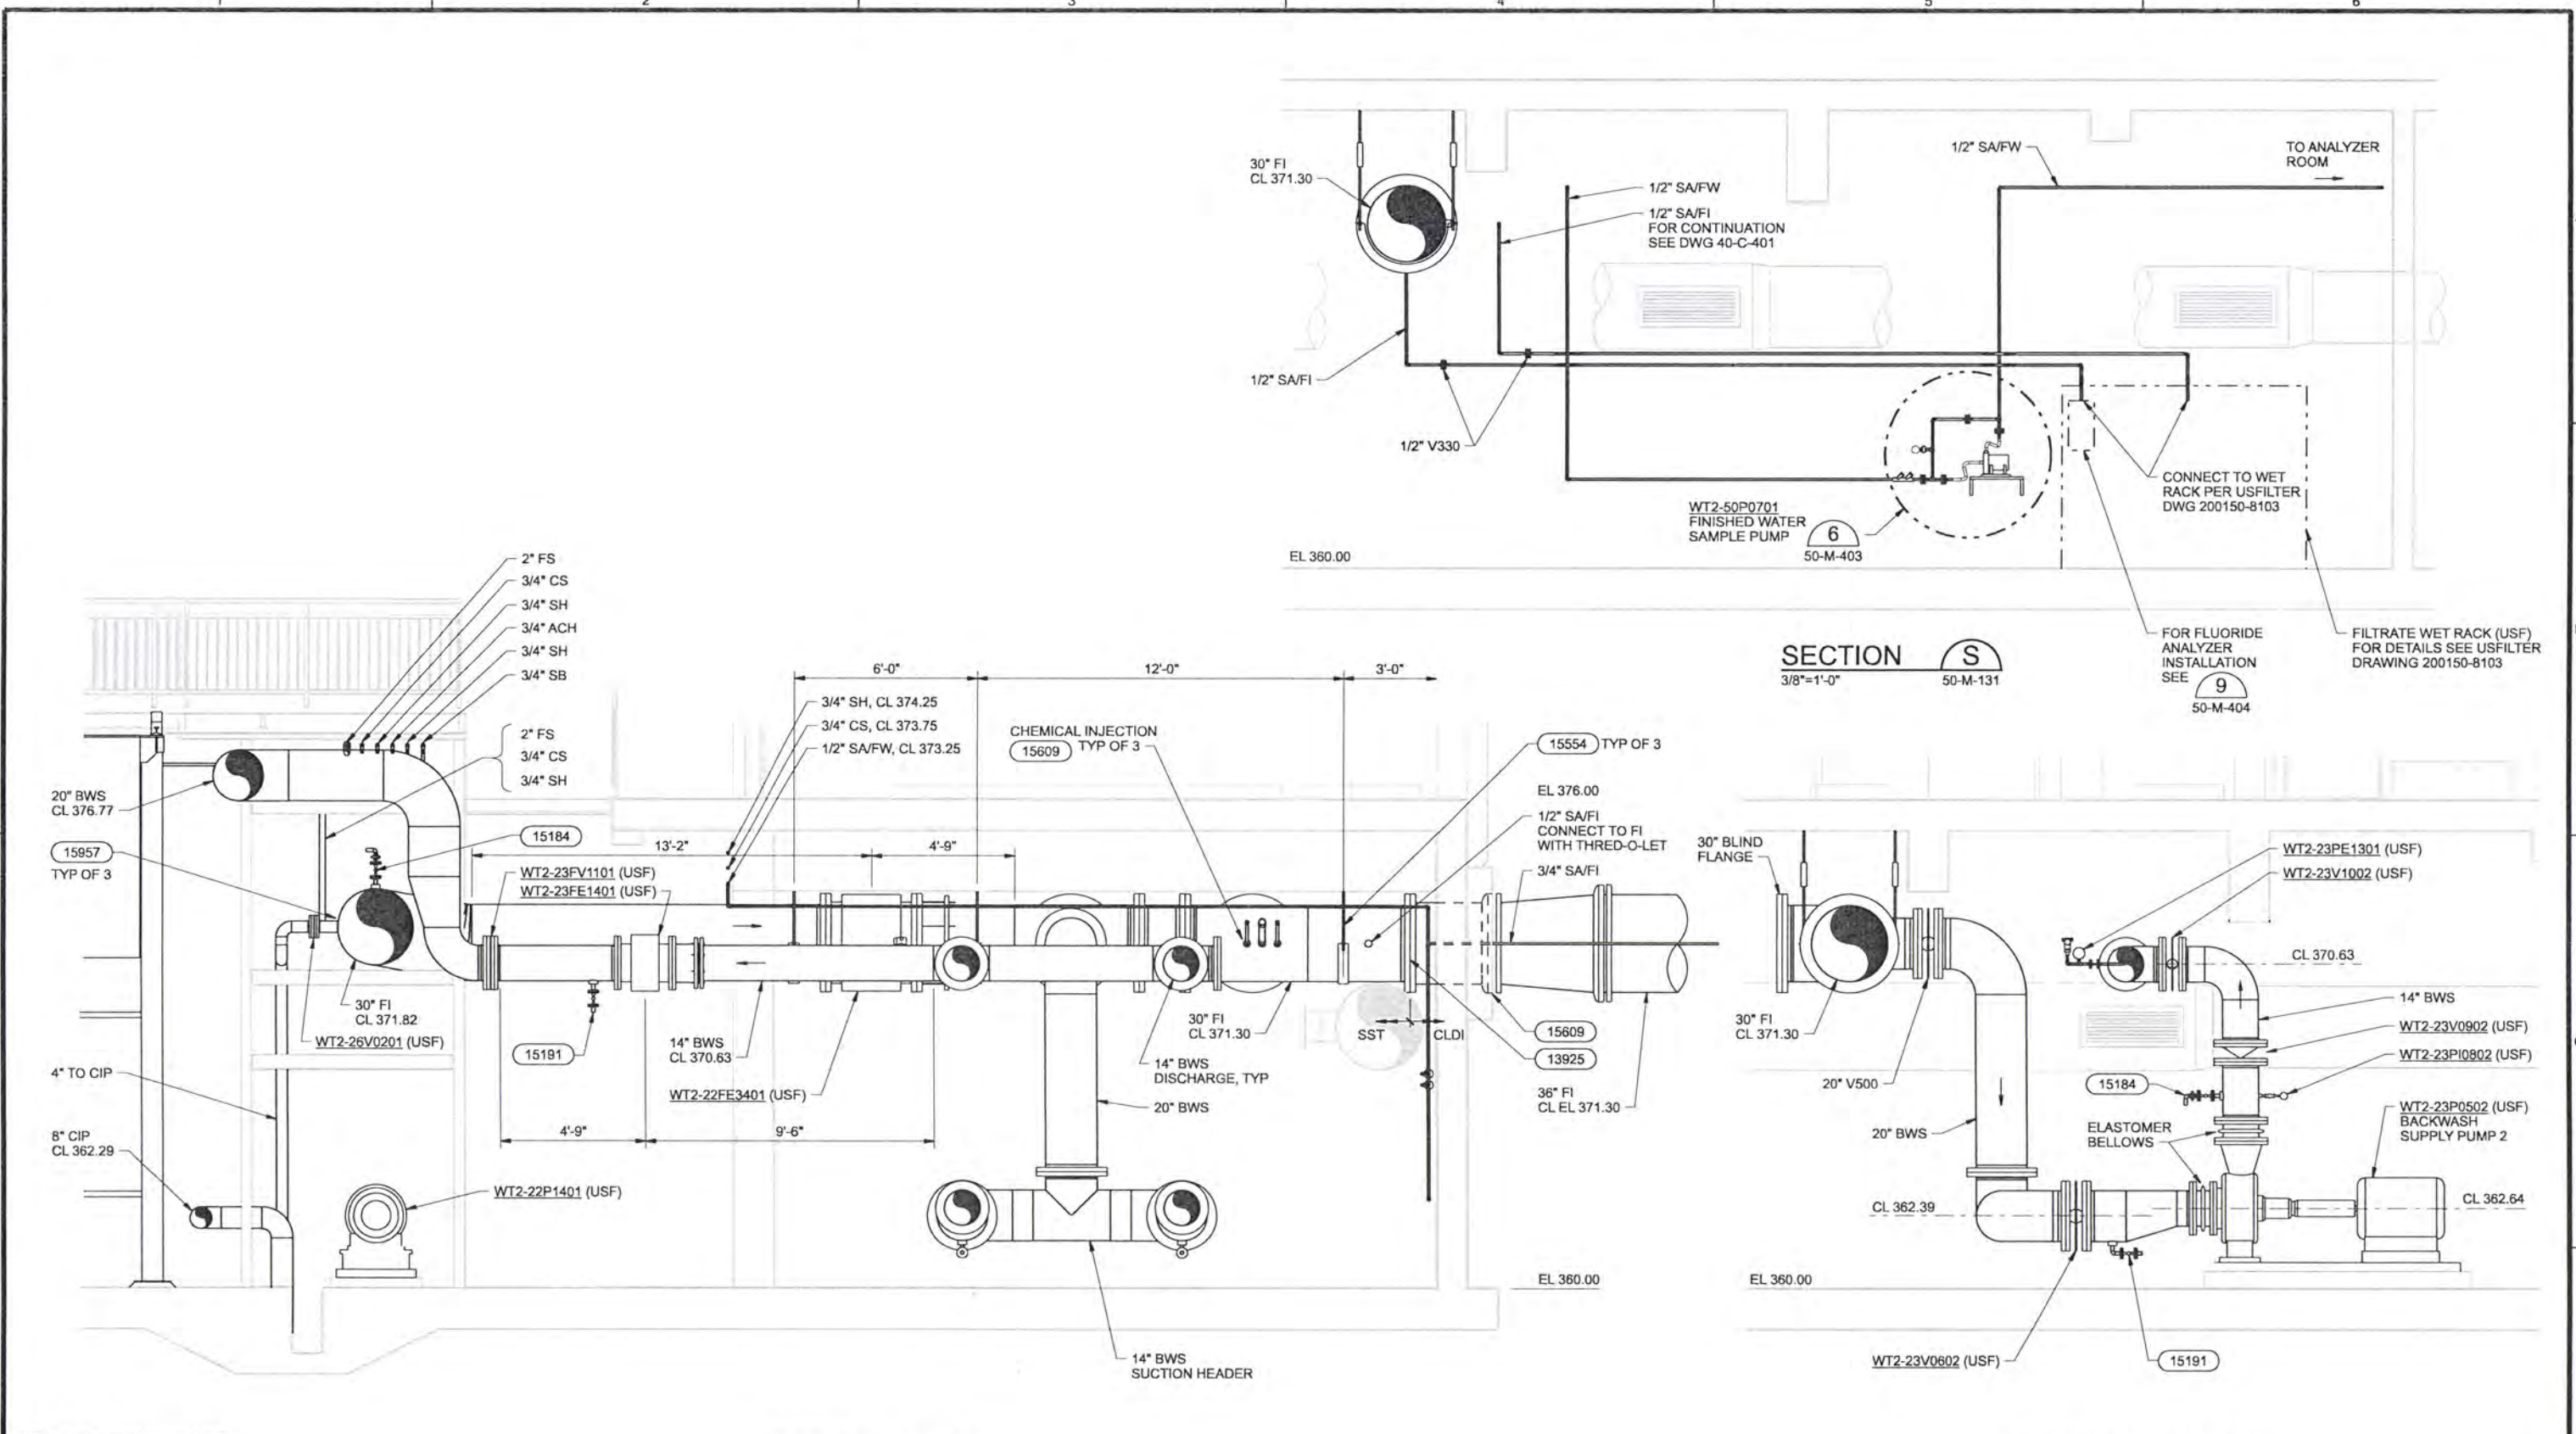 2
3
4
5
6
30" FI
CL 371.30
1/2" SA/FW
1/2" SA/FI
FOR CONTINUATION
SEE DWG 40-C-401
1/2" SA/FW
TO ANALYZER
ROOM
1/2" SA/FI
1/2" V330
WT2-50P0701
FINISHED WATER
SAMPLE PUMP
6
50-M-403
CONNECT TO WET
RACK PER USFILTER
DWG 200150-8103
EL 360.00
SECTION S
3/8"=1'-0"
50-M-131
FOR FLUORIDE
ANALYZER
INSTALLATION
SEE
9
50-M-404
FILTRATE WET RACK (USF)
FOR DETAILS SEE USFILTER
DRAWING 200150-8103
2" FS
3/4" CS
3/4" SH
3/4" ACH
3/4" SH
3/4" SB
2" FS
3/4" CS
3/4" SH
20" BWS
CL 376.77
15957
TYP OF 3
15184
6'-0"
12'-0"
3'-0"
3/4" SH, CL 374.25
3/4" CS, CL 373.75
1/2" SA/FW, CL 373.25
CHEMICAL INJECTION
15609 TYP OF 3
15554 TYP OF 3
EL 376.00
1/2" SA/FI
CONNECT TO FI
WITH THRED-O-LET
3/4" SA/FI
13'-2"
4'-9"
WT2-23FV1101 (USF)
WT2-23FE1401 (USF)
30" FI
CL 371.82
WT2-26V0201 (USF)
15191
14" BWS
CL 370.63
WT2-22FE3401 (USF)
30" FI
CL 371.30
14" BWS
DISCHARGE, TYP
20" BWS
SST
CLDI
15609
13925
36" FI
CL EL 371.30
4" TO CIP
8" CIP
CL 362.29
4'-9"
9'-6"
WT2-22P1401 (USF)
EL 360.00
14" BWS
SUCTION HEADER
30" BLIND
FLANGE
WT2-23PE1301 (USF)
WT2-23V1002 (USF)
CL 370.63
14" BWS
30" FI
CL 371.30
20" V500
WT2-23V0902 (USF)
WT2-23PI0802 (USF)
15184
20" BWS
ELASTOMER
BELLOWS
WT2-23P0502 (USF)
BACKWASH
SUPPLY PUMP 2
CL 362.39
CL 362.64
EL 360.00
WT2-23V0602 (USF)
15191